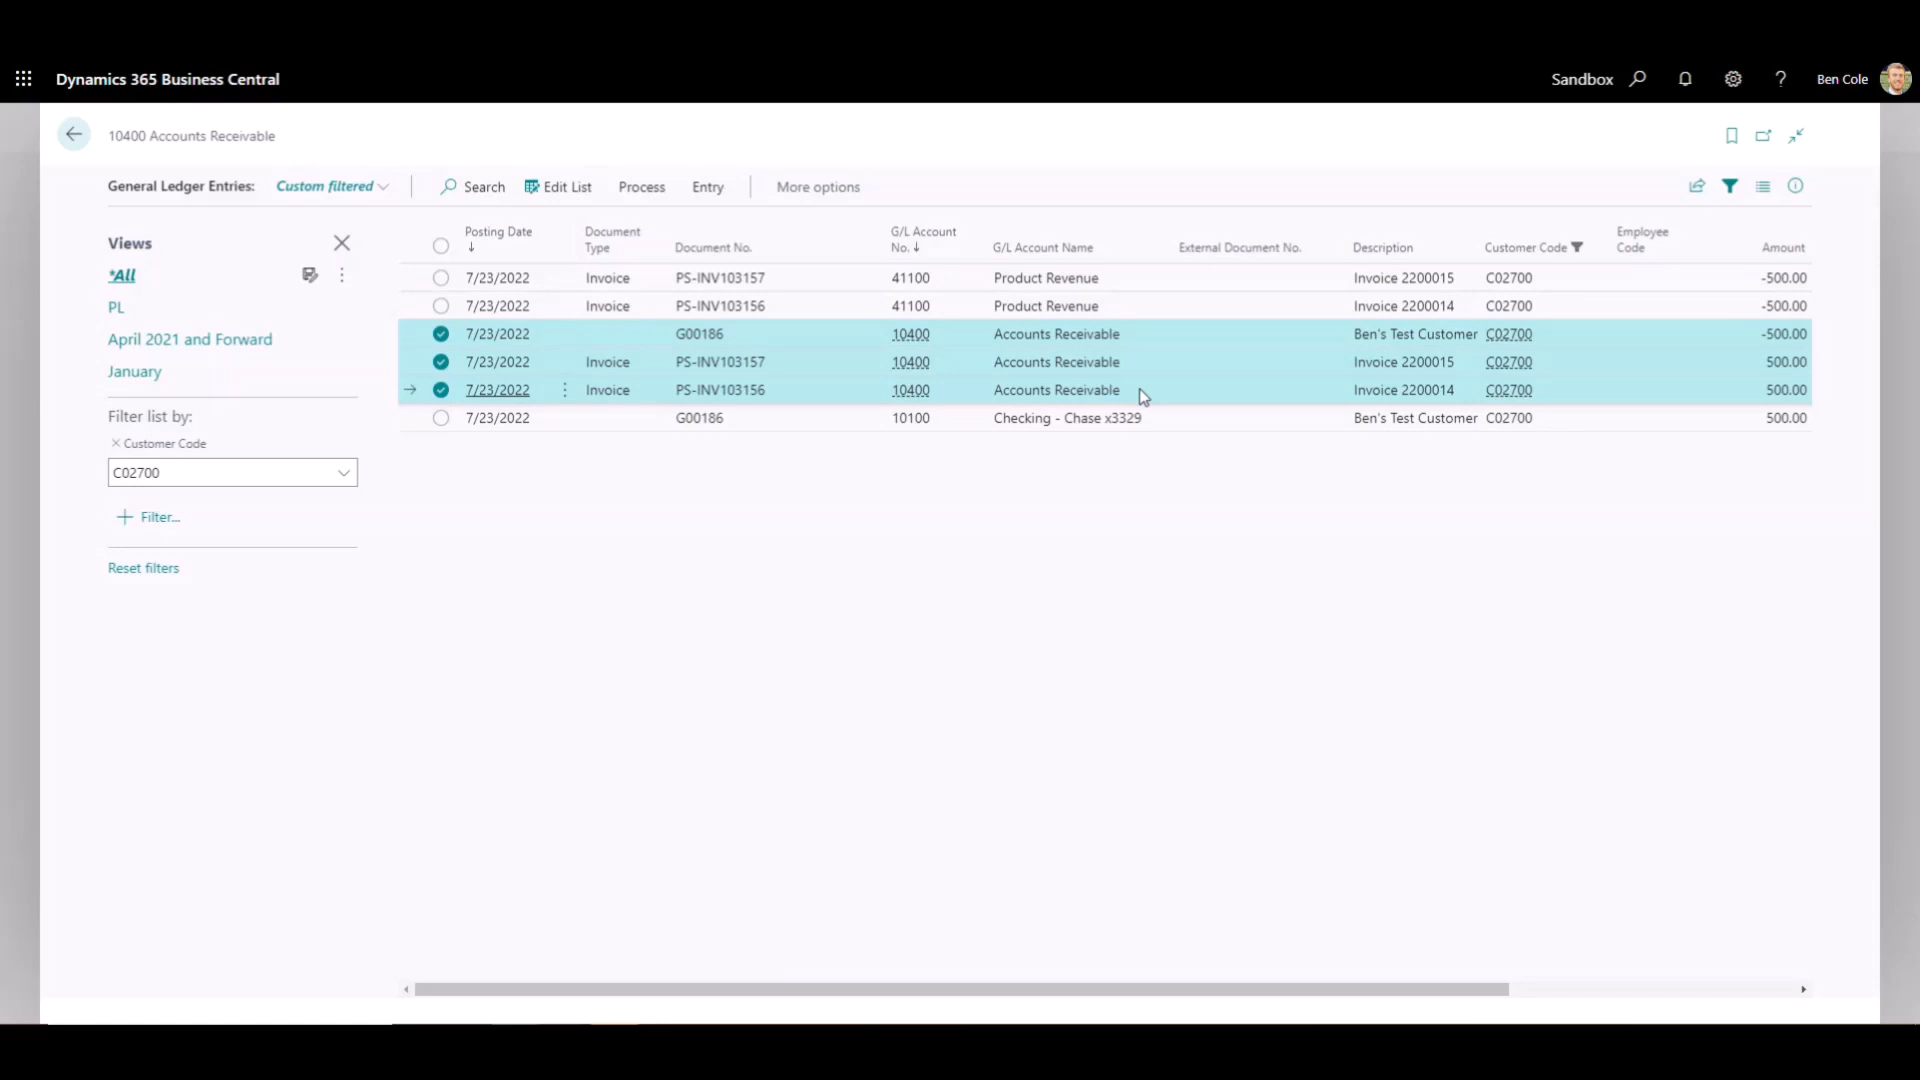 Dynamics 365 Business Central
Sandbox
Ben Cole
10400 Accounts Receivable
General Ledger Entries: Custom filtered
Search Edit List Process Entry More options
Views
*All
PL
April 2021 and Forward
January
Filter list by:
× Customer Code
C02700
+ Filter...
Reset filters
Posting Date ↓ Document Type Document No. G/L Account No. ↓ G/L Account Name External Document No. Description Customer Code Employee Code Amount
7/23/2022 Invoice PS-INV103157 41100 Product Revenue Invoice 2200015 C02700 -500.00
7/23/2022 Invoice PS-INV103156 41100 Product Revenue Invoice 2200014 C02700 -500.00
7/23/2022 G00186 10400 Accounts Receivable Ben's Test Customer C02700 -500.00
7/23/2022 Invoice PS-INV103157 10400 Accounts Receivable Invoice 2200015 C02700 500.00
7/23/2022 Invoice PS-INV103156 10400 Accounts Receivable Invoice 2200014 C02700 500.00
7/23/2022 G00186 10100 Checking - Chase x3329 Ben's Test Customer C02700 500.00